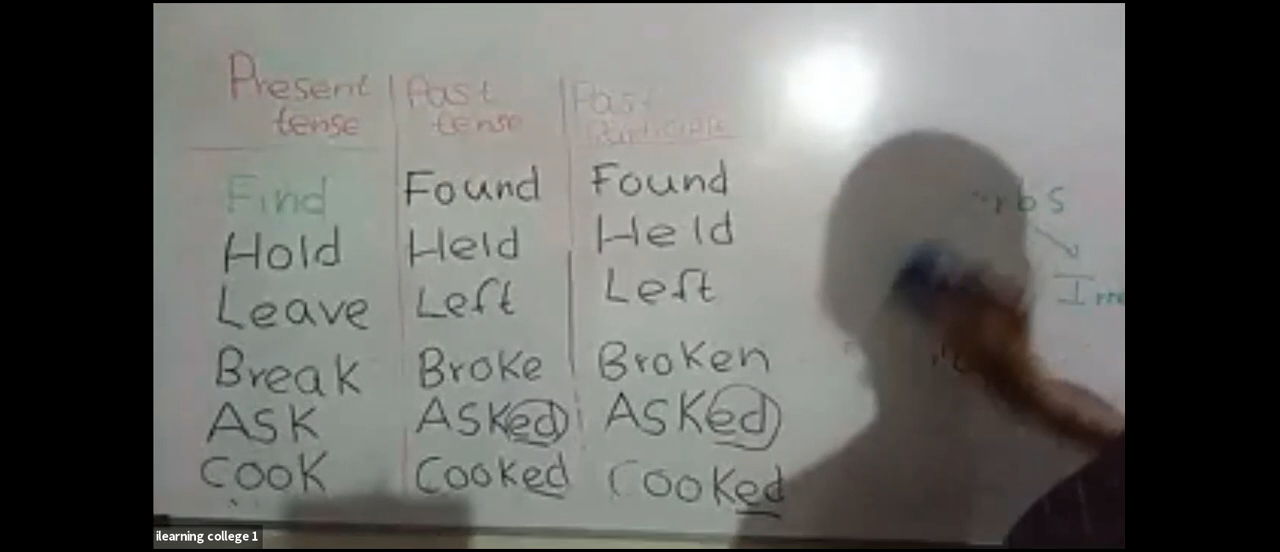 Present tense | Past tense | Past Participle
Find Found Found
Hold Held Held
Leave Left Left
Break Broke Broken
ASK ASKed ASKed
COOK Cooked Cooked
ilearning college 1